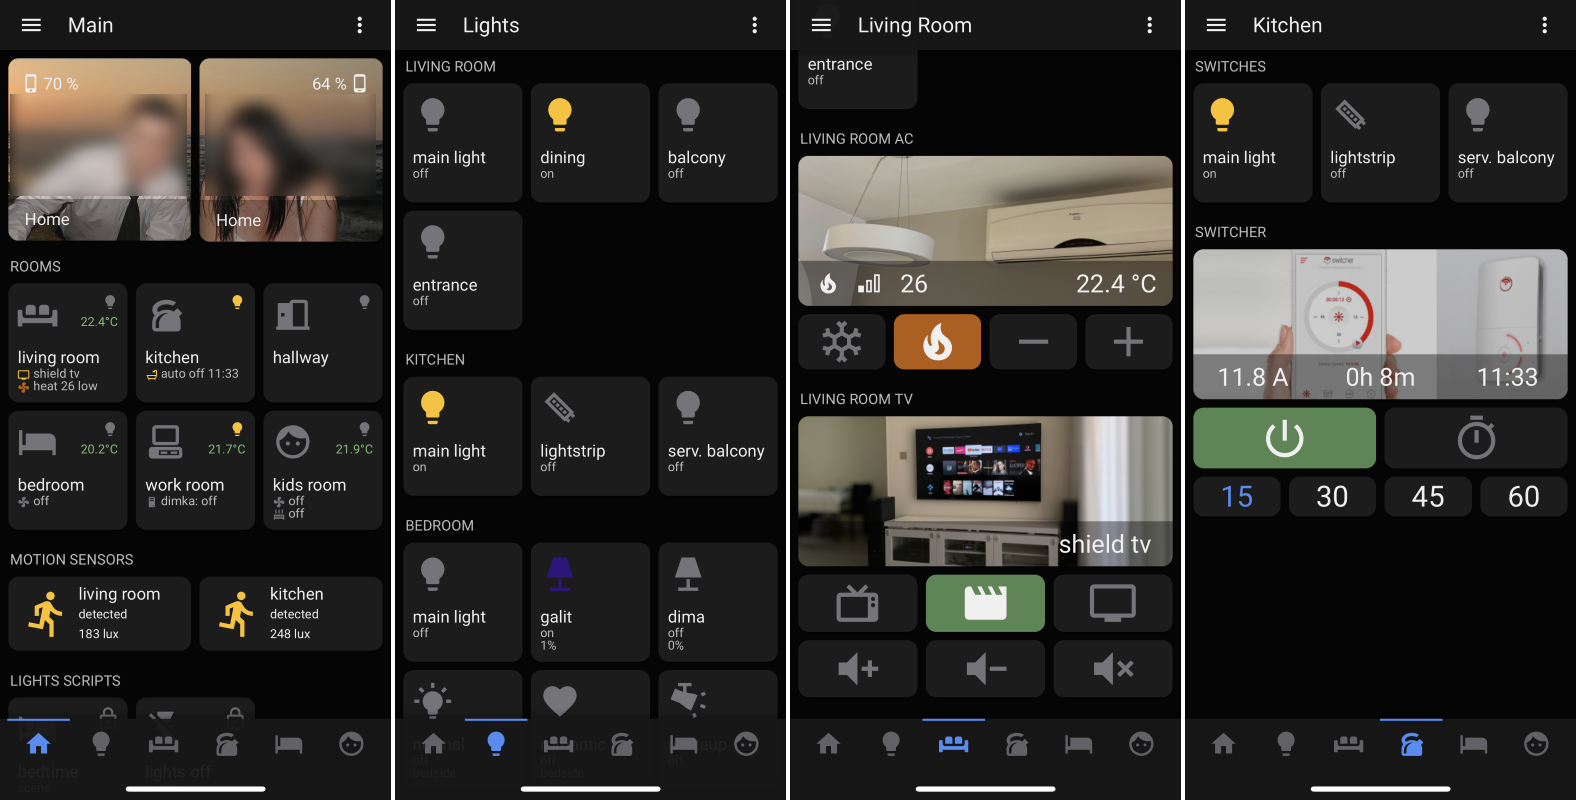 Main
70 %
64 %
Home
Home
ROOMS
22.4°C
living room
shield tv
heat 26 low
kitchen
auto off 11:33
hallway
20.2°C
bedroom
off
21.7°C
work room
dimka: off
21.9°C
kids room
off
off
MOTION SENSORS
living room
detected
183 lux
kitchen
detected
248 lux
LIGHTS SCRIPTS
bedtime
scene
lights off
Lights
LIVING ROOM
main light
off
dining
on
balcony
off
entrance
off
KITCHEN
main light
on
lightstrip
off
serv. balcony
off
BEDROOM
main light
off
galit
on
1%
dima
off
0%
off
bedside
off
bedside
off
Living Room
entrance
off
LIVING ROOM AC
26
22.4 °C
LIVING ROOM TV
shield tv
Kitchen
SWITCHES
main light
on
lightstrip
off
serv. balcony
off
SWITCHER
switcher
11.8 A
0h 8m
11:33
15
30
45
60